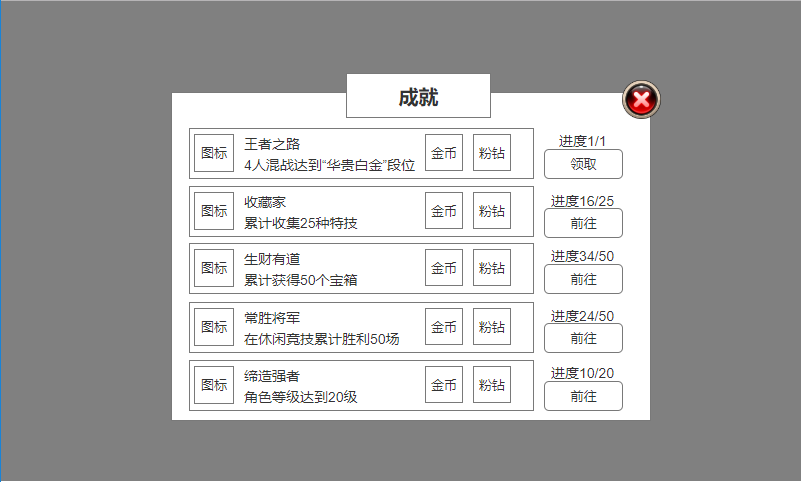 成就
图标
王者之路
4人混战达到“华贵白金”段位
金币
粉钻
进度1/1
领取
图标
收藏家
累计收集25种特技
金币
粉钻
进度16/25
前往
图标
生财有道
累计获得50个宝箱
金币
粉钻
进度34/50
前往
图标
常胜将军
在休闲竞技累计胜利50场
金币
粉钻
进度24/50
前往
图标
缔造强者
角色等级达到20级
金币
粉钻
进度10/20
前往